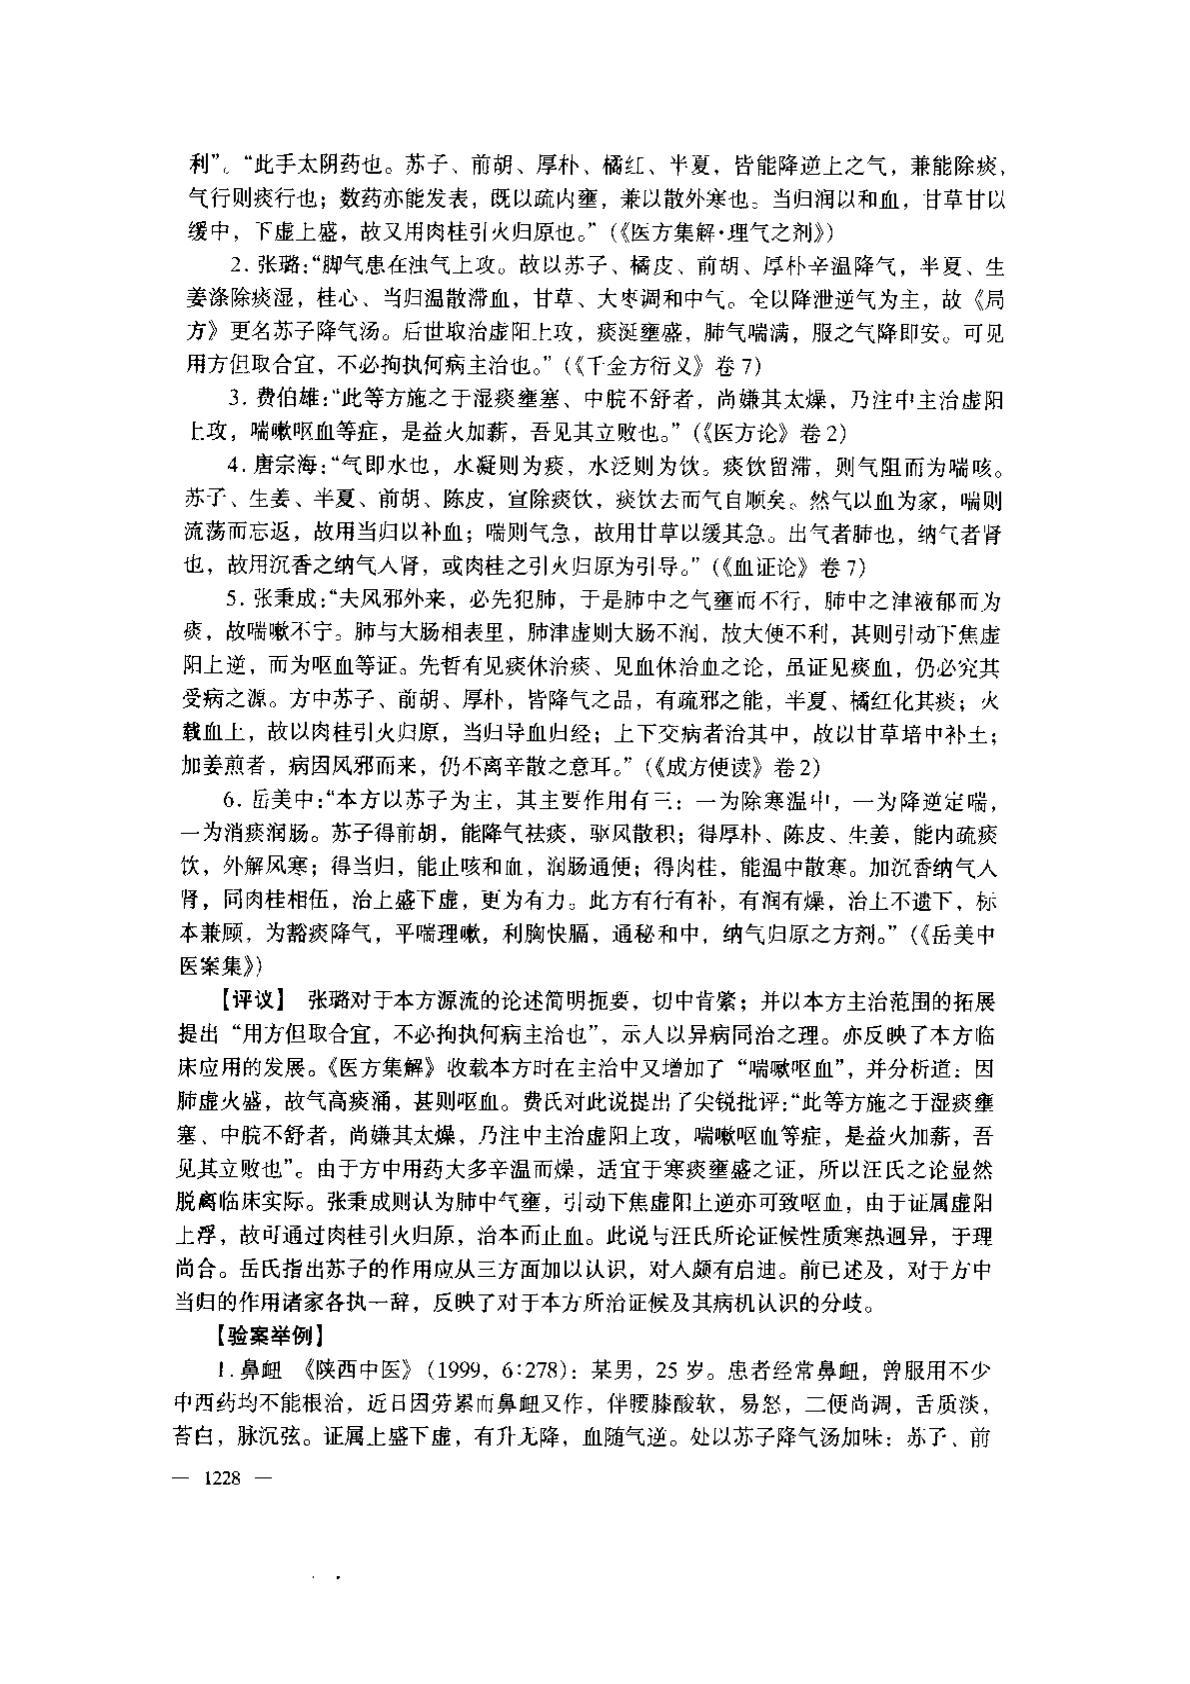 利”。“此手太阴药也。苏子、前胡、厚朴、橘红、半夏，皆能降逆上之气，兼能除痰，
气行则痰行也；数药亦能发表，既以疏内壅，兼以散外寒也。当归润以和血，甘草甘以
缓中，下虚上盛，故又用肉桂引火归原也。”（《医方集解·理气之剂》）
2. 张璐：“脚气患在浊气上攻。故以苏子、橘皮、前胡、厚朴辛温降气，半夏、生
姜涤除痰湿，桂心、当归温散滞血，甘草、大枣调和中气。全以降泄逆气为主，故《局
方》更名苏子降气汤。后世取治虚阳上攻，痰涎壅盛，肺气喘满，服之气降即安。可见
用方但取合宜，不必拘执何病主治也。”（《千金方衍义》卷7）
3. 费伯雄：“此等方施之于湿痰壅塞、中脘不舒者，尚嫌其太燥，乃注中主治虚阳
上攻，喘嗽呕血等症，是益火加薪，吾见其立败也。”（《医方论》卷2）
4. 唐宗海：“气即水也，水凝则为痰，水泛则为饮。痰饮留滞，则气阻而为喘咳。
苏子、生姜、半夏、前胡、陈皮，宣除痰饮，痰饮去而气自顺矣。然气以血为家，喘则
流荡而忘返，故用当归以补血；喘则气急，故用甘草以缓其急。出气者肺也，纳气者肾
也，故用沉香之纳气入肾，或肉桂之引火归原为引导。”（《血证论》卷7）
5. 张秉成：“夫风邪外来，必先犯肺，于是肺中之气壅而不行，肺中之津液郁而为
痰，故喘嗽不宁。肺与大肠相表里，肺津虚则大肠不润，故大便不利，甚则引动下焦虚
阳上逆，而为呕血等证。先哲有见痰休治痰、见血休治血之论，虽证见痰血，仍必究其
受病之源。方中苏子、前胡、厚朴，皆降气之品，有疏邪之能，半夏、橘红化其痰；火
载血上，故以肉桂引火归原，当归导血归经；上下交病者治其中，故以甘草培中补土；
加姜煎者，病因风邪而来，仍不离辛散之意耳。”（《成方便读》卷2）
6. 岳美中：“本方以苏子为主，其主要作用有三：一为除寒温中，一为降逆定喘，
一为消痰润肠。苏子得前胡，能降气祛痰，驱风散积；得厚朴、陈皮、生姜，能内疏痰
饮，外解风寒；得当归，能止咳和血，润肠通便；得肉桂，能温中散寒。加沉香纳气入
肾，同肉桂相伍，治上盛下虚，更为有力。此方有行有补，有润有燥，治上不遗下，标
本兼顾，为豁痰降气，平喘理嗽，利胸快膈，通秘和中，纳气归原之方剂。”（《岳美中
医案集》）
【评议】 张璐对于本方源流的论述简明扼要，切中肯綮；并以本方主治范围的拓展
提出“用方但取合宜，不必拘执何病主治也”，示人以异病同治之理。亦反映了本方临
床应用的发展。《医方集解》收载本方时在主治中又增加了“喘嗽呕血”，并分析道：因
肺虚火盛，故气高痰涌，甚则呕血。费氏对此说提出了尖锐批评：“此等方施之于湿痰壅
塞、中脘不舒者，尚嫌其太燥，乃注中主治虚阳上攻，喘嗽呕血等症，是益火加薪，吾
见其立败也”。由于方中用药大多辛温而燥，适宜于寒痰壅盛之证，所以汪氏之论显然
脱离临床实际。张秉成则认为肺中气壅，引动下焦虚阳上逆亦可致呕血，由于证属虚阳
上浮，故可通过肉桂引火归原，治本而止血。此说与汪氏所论证候性质寒热迥异，于理
尚合。岳氏指出苏子的作用应从三方面加以认识，对人颇有启迪。前已述及，对于方中
当归的作用诸家各执一辞，反映了对于本方所治证候及其病机认识的分歧。
【验案举例】
1. 鼻衄 《陕西中医》（1999，6:278）：某男，25岁。患者经常鼻衄，曾服用不少
中西药均不能根治，近日因劳累而鼻衄又作，伴腰膝酸软，易怒，二便尚调，舌质淡，
苔白，脉沉弦。证属上盛下虚，有升无降，血随气逆。处以苏子降气汤加味：苏子、前
— 1228 —